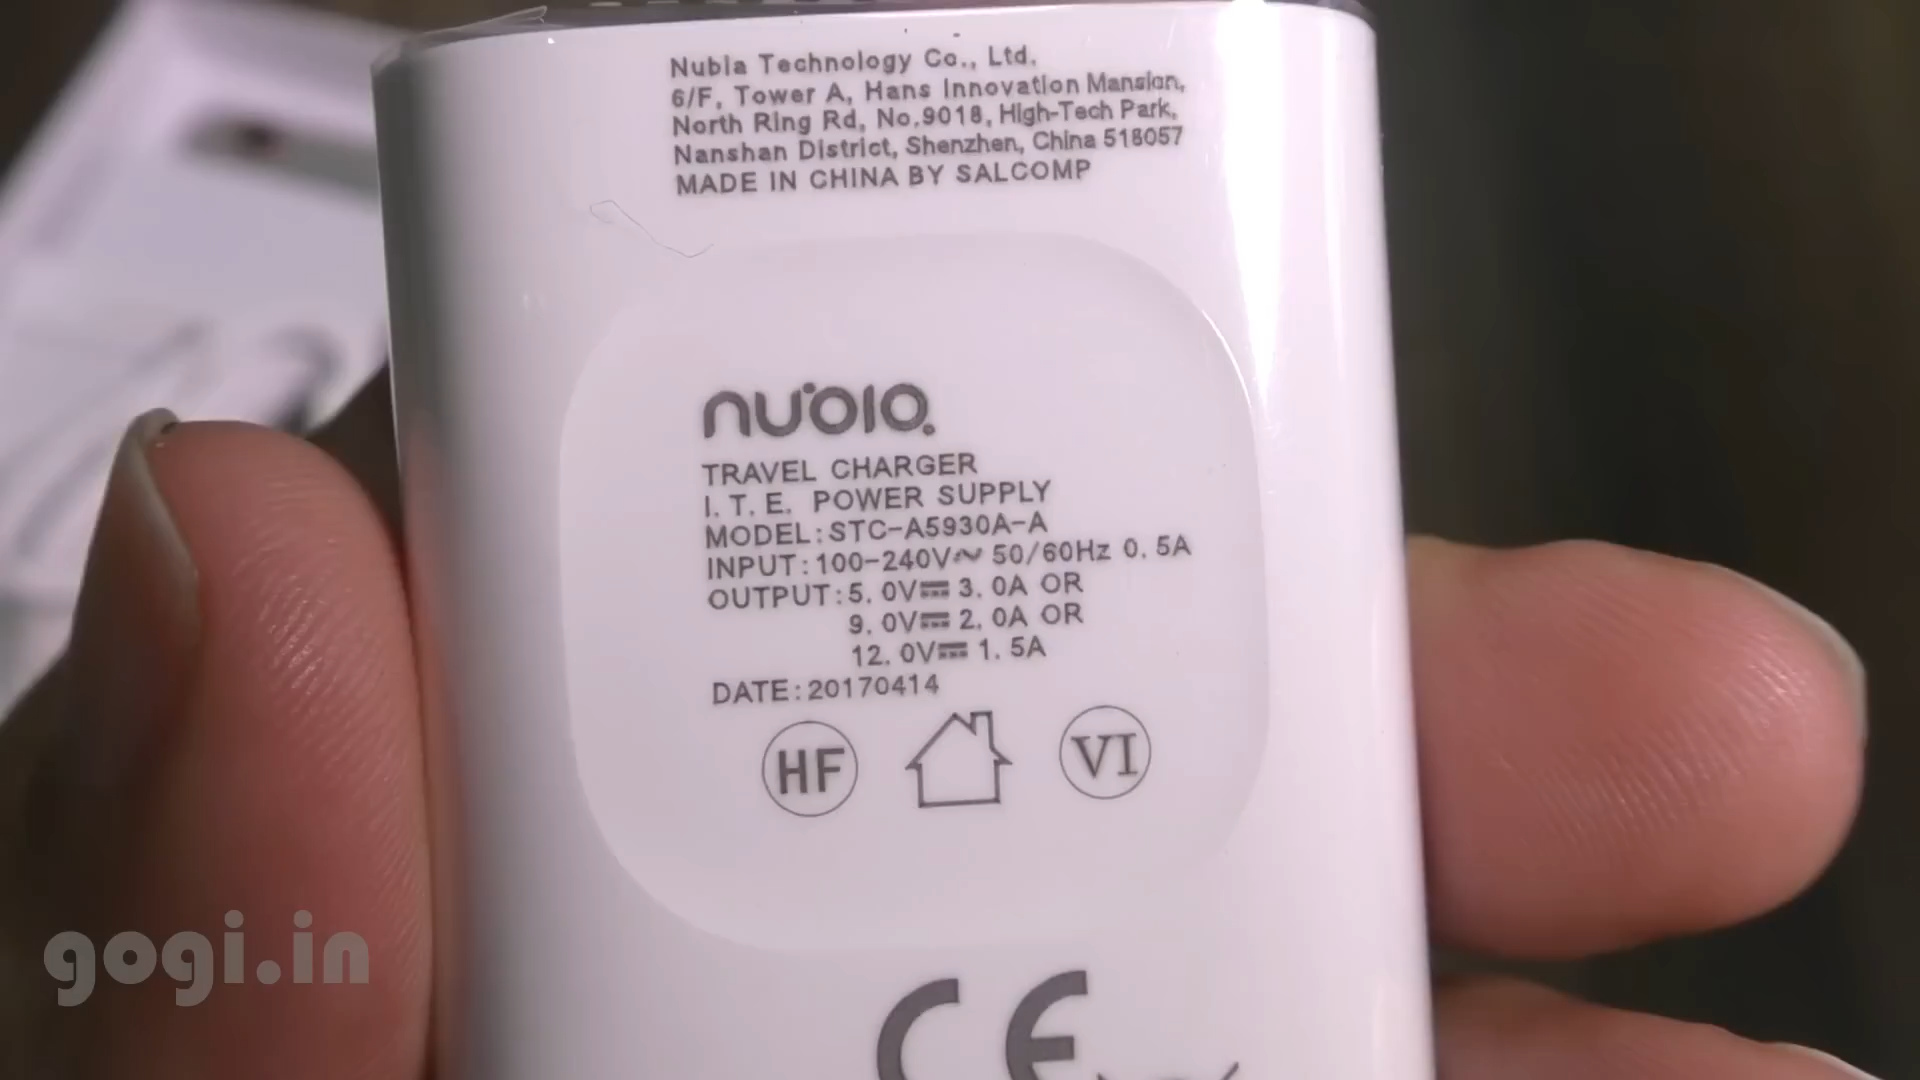 Nubia Technology Co., Ltd.
6/F, Tower A, Hans Innovation Mansion,
North Ring Rd, No.9018, High-Tech Park,
Nanshan District, Shenzhen, China 518057
MADE IN CHINA BY SALCOMP
nubia
TRAVEL CHARGER
I.T.E. POWER SUPPLY
MODEL:STC-A5930A-A
INPUT:100-240V~ 50/60Hz 0.5A
OUTPUT:5.0V⎓ 3.0A OR
9.0V⎓ 2.0A OR
12.0V⎓ 1.5A
DATE:20170414
HF VI
CE
gogi.in